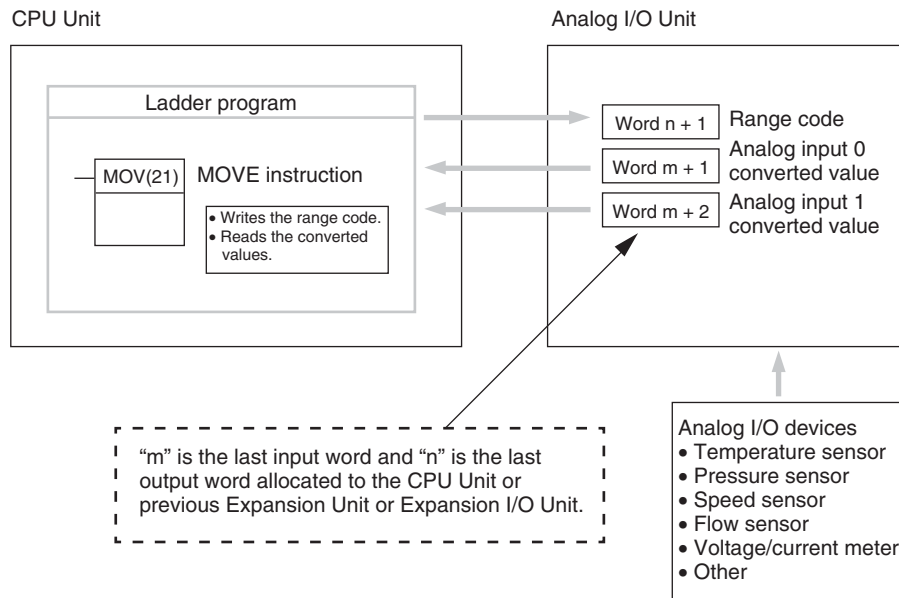 CPU Unit
Analog I/O Unit
Ladder program
MOV(21)
MOVE instruction
• Writes the range code.
• Reads the converted
values.
Word n + 1
Range code
Word m + 1
Analog input 0
converted value
Word m + 2
Analog input 1
converted value
“m” is the last input word and “n” is the last
output word allocated to the CPU Unit or
previous Expansion Unit or Expansion I/O Unit.
Analog I/O devices
• Temperature sensor
• Pressure sensor
• Speed sensor
• Flow sensor
• Voltage/current meter
• Other